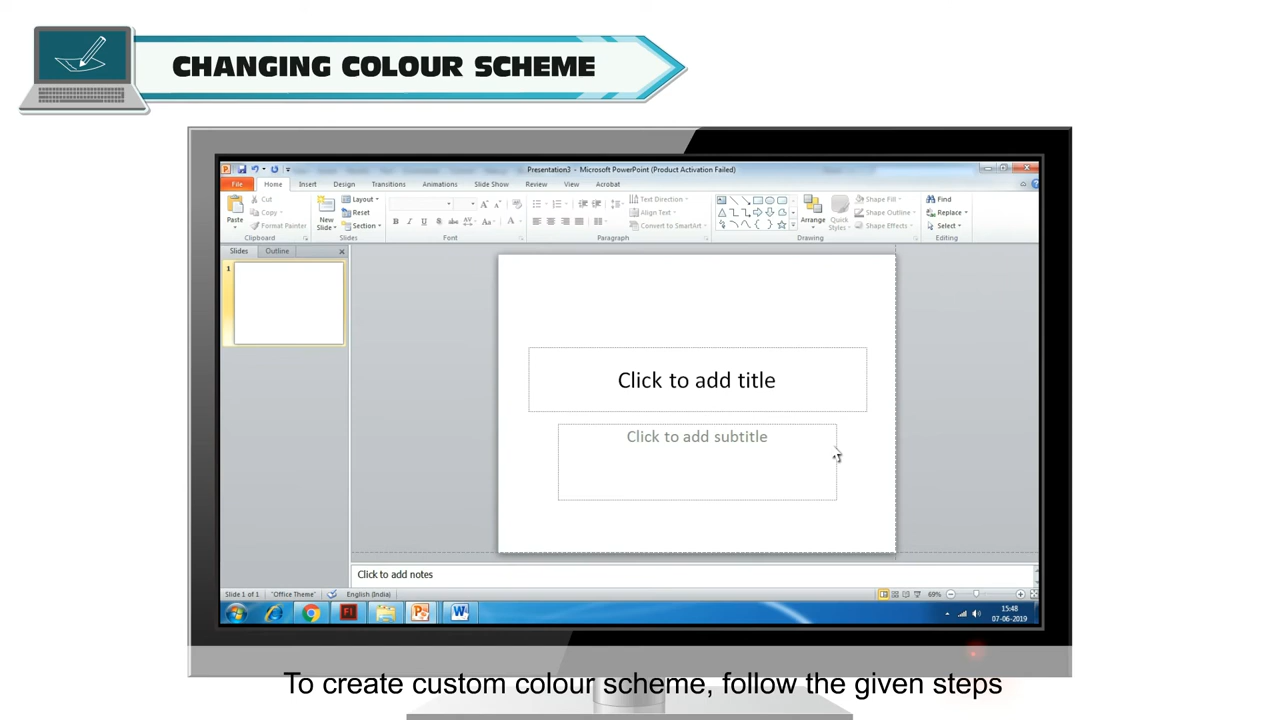 CHANGING COLOUR SCHEME
Presentation3 - Microsoft PowerPoint (Product Activation Failed)
File Home Insert Design Transitions Animations Slide Show Review View Acrobat
Cut Layout Text Direction Shape Fill Find
Copy Reset Align Text Shape Outline Replace
Paste Format Painter New Slide Section Convert to SmartArt Arrange Quick Styles Shape Effects Select
Clipboard Slides Font Paragraph Drawing Editing
Slides Outline
1
Click to add title
Click to add subtitle
Click to add notes
Slide 1 of 1 "Office Theme" English (India) 69%
15:48
07-06-2019
To create custom colour scheme, follow the given steps